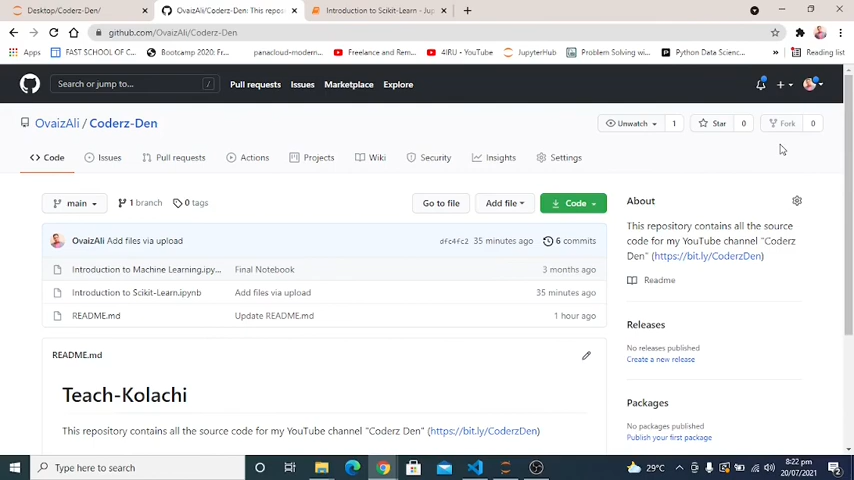 Desktop/Coderz-Den/
OvaizAli/Coderz-Den: This repos
Introduction to Scikit-Learn - Jup
github.com/OvaizAli/Coderz-Den
Apps
FAST SCHOOL OF C...
Bootcamp 2020: Fr...
panacloud-modern...
Freelance and Rem...
4IRU - YouTube
JupyterHub
Problem Solving wi...
Python Data Scienc...
»
Reading list
Search or jump to...
/
Pull requests
Issues
Marketplace
Explore
OvaizAli / Coderz-Den
Unwatch
1
Star
0
Fork
0
Code
Issues
Pull requests
Actions
Projects
Wiki
Security
Insights
Settings
main
1 branch
0 tags
Go to file
Add file
Code
OvaizAli Add files via upload
dfc4fc2
35 minutes ago
6 commits
Introduction to Machine Learning.ipy...
Final Notebook
3 months ago
Introduction to Scikit-Learn.ipynb
Add files via upload
35 minutes ago
README.md
Update README.md
1 hour ago
README.md
Teach-Kolachi
This repository contains all the source code for my YouTube channel "Coderz Den" (https://bit.ly/CoderzDen)
About
This repository contains all the source
code for my YouTube channel "Coderz
Den" (https://bit.ly/CoderzDen)
Readme
Releases
No releases published
Create a new release
Packages
No packages published
Publish your first package
Type here to search
29°C
8:22 pm
20/07/2021
2